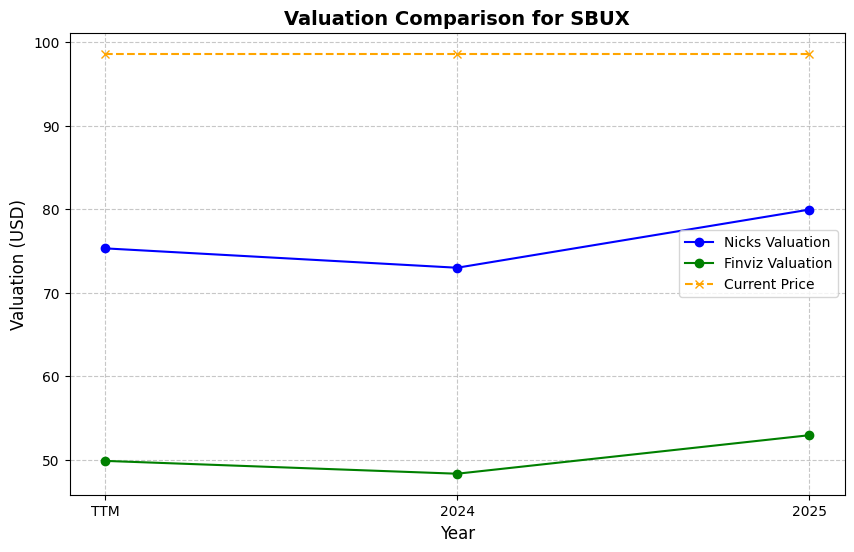 Valuation Comparison for SBUX
Valuation (USD)
100
90
80
70
60
50
Nicks Valuation
Finviz Valuation
Current Price
TTM
2024
2025
Year